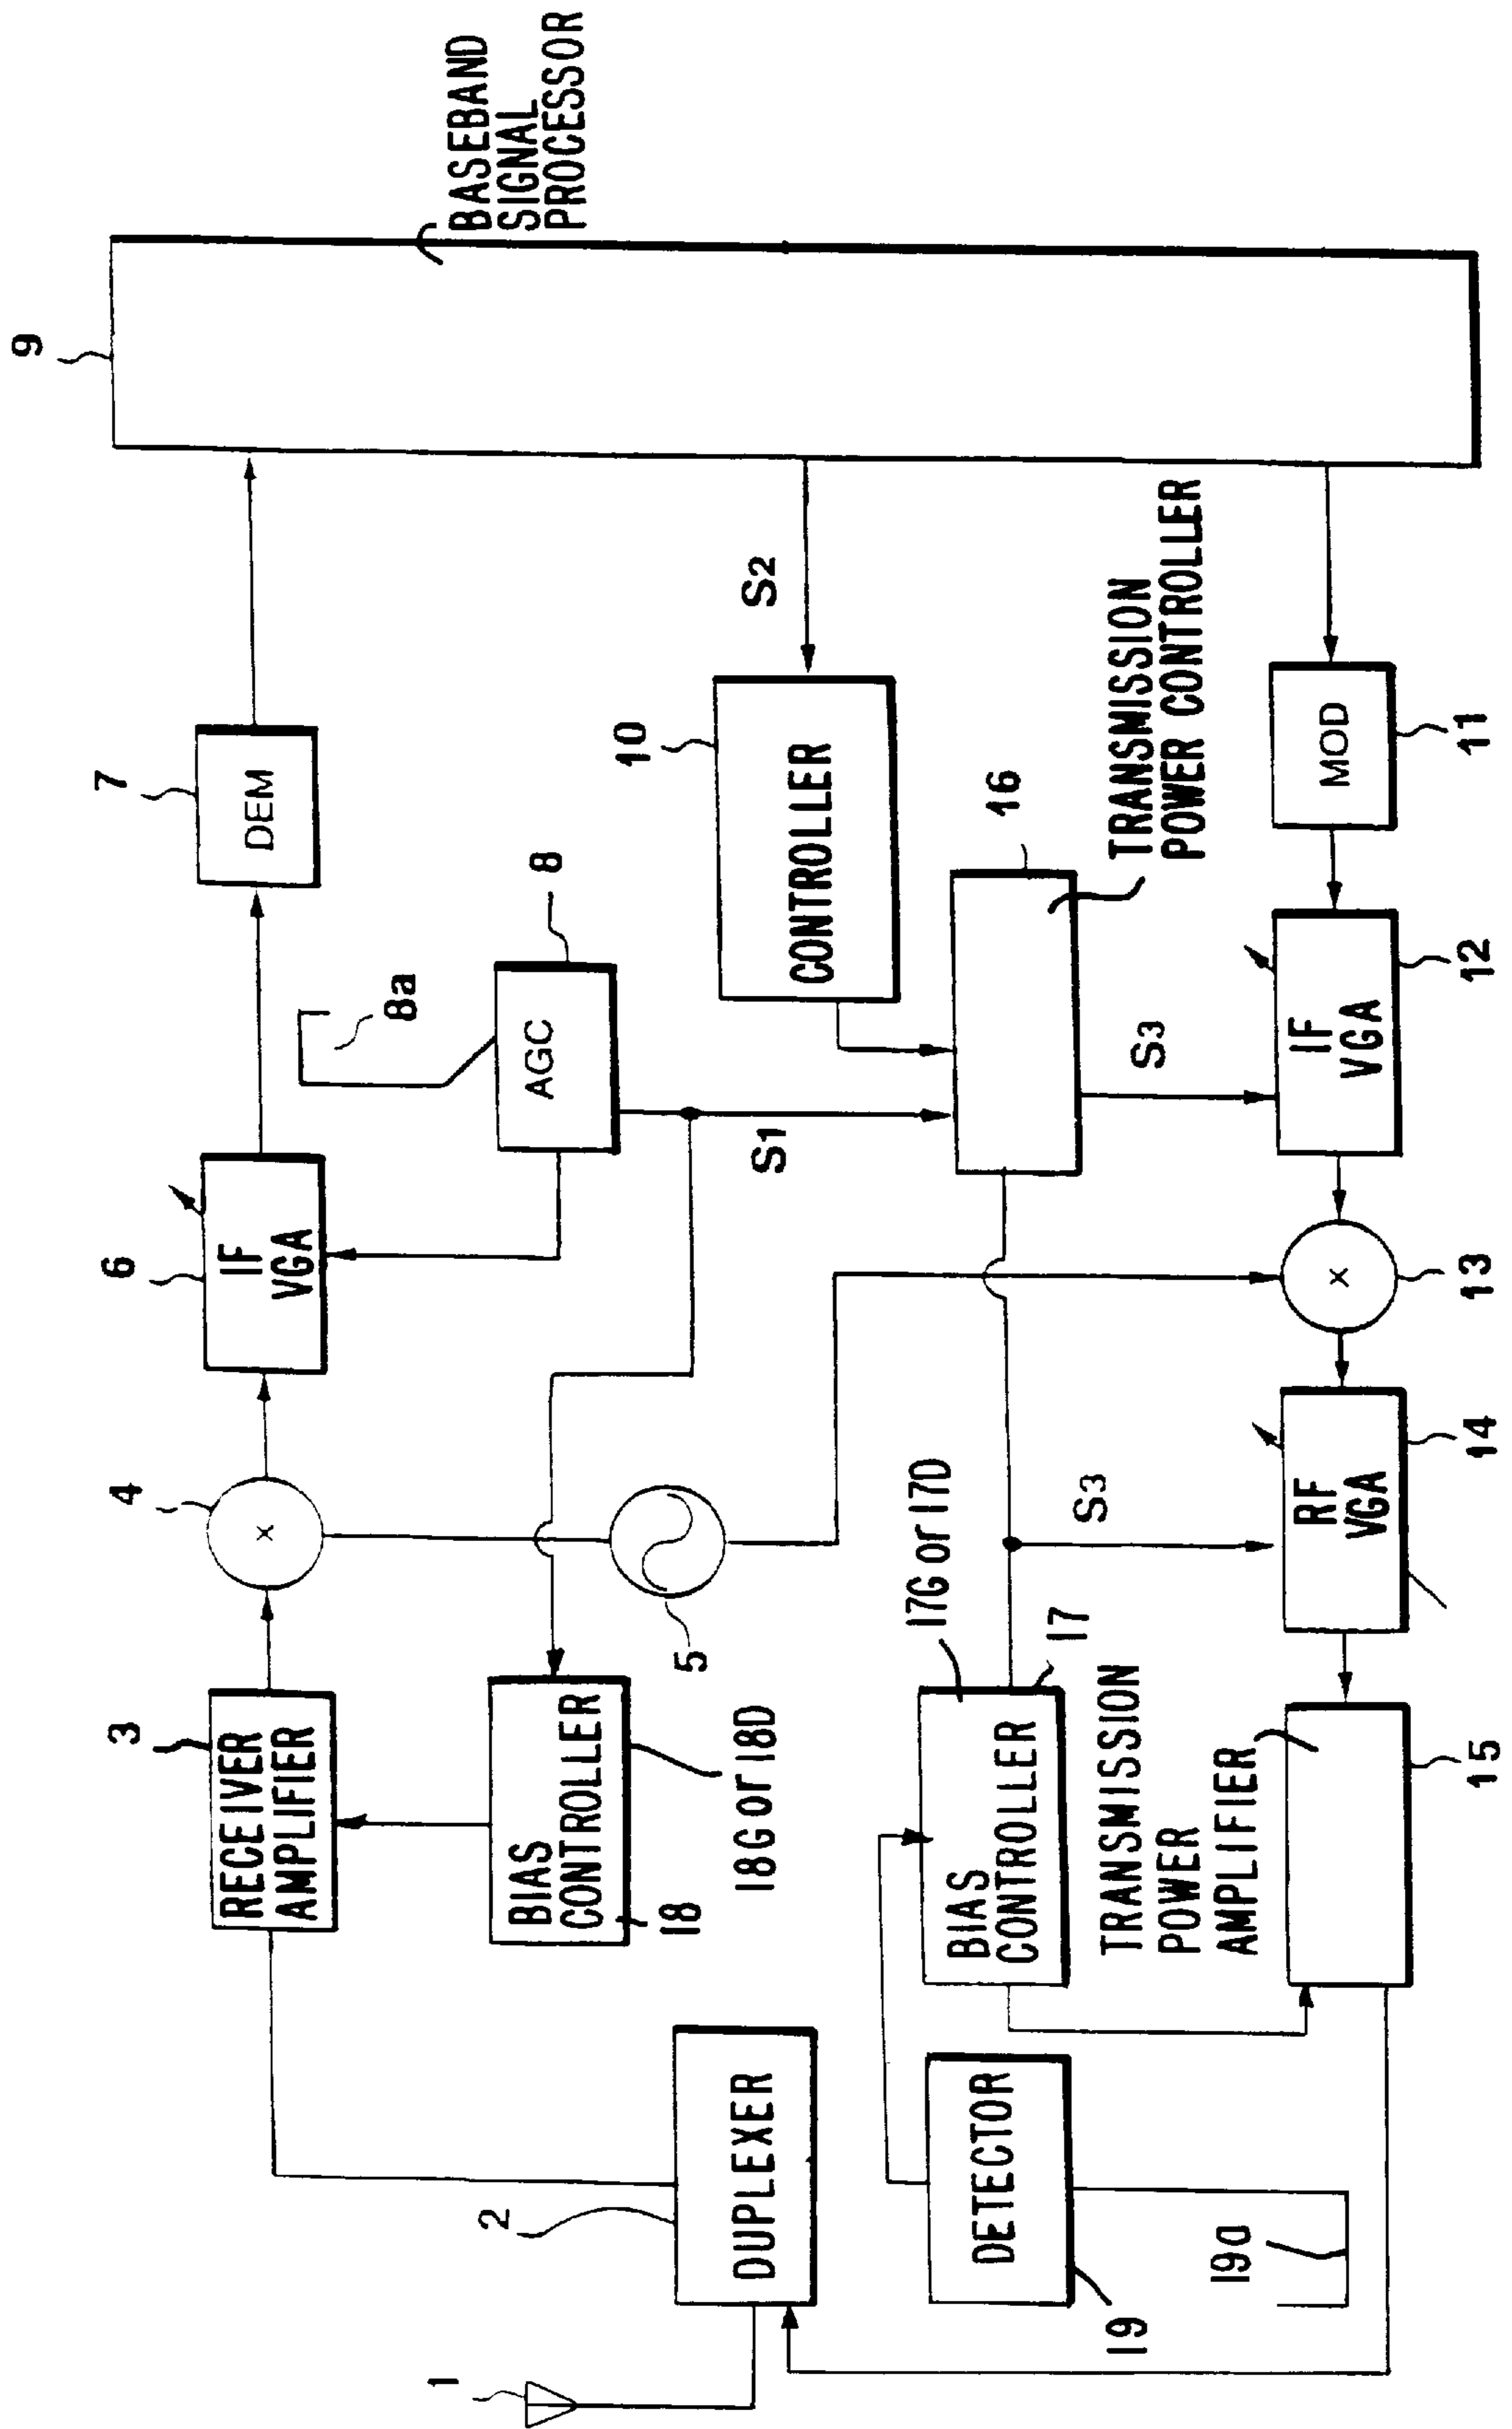 9
BASEBAND
SIGNAL
PROCESSOR
7
DEM
8
AGC
8a
6
IF
VGA
4
×
3
RECEIVER
AMPLIFIER
S1
S2
10
CONTROLLER
16
TRANSMISSION
POWER CONTROLLER
5
BIAS
CONTROLLER
18
18G or 18D
2
DUPLEXER
1
S3
MOD
11
IF
VGA
12
×
13
S3
RF
VGA
14
17G or 17D
17
BIAS
CONTROLLER
TRANSMISSION
POWER
AMPLIFIER
15
DETECTOR
19
19a